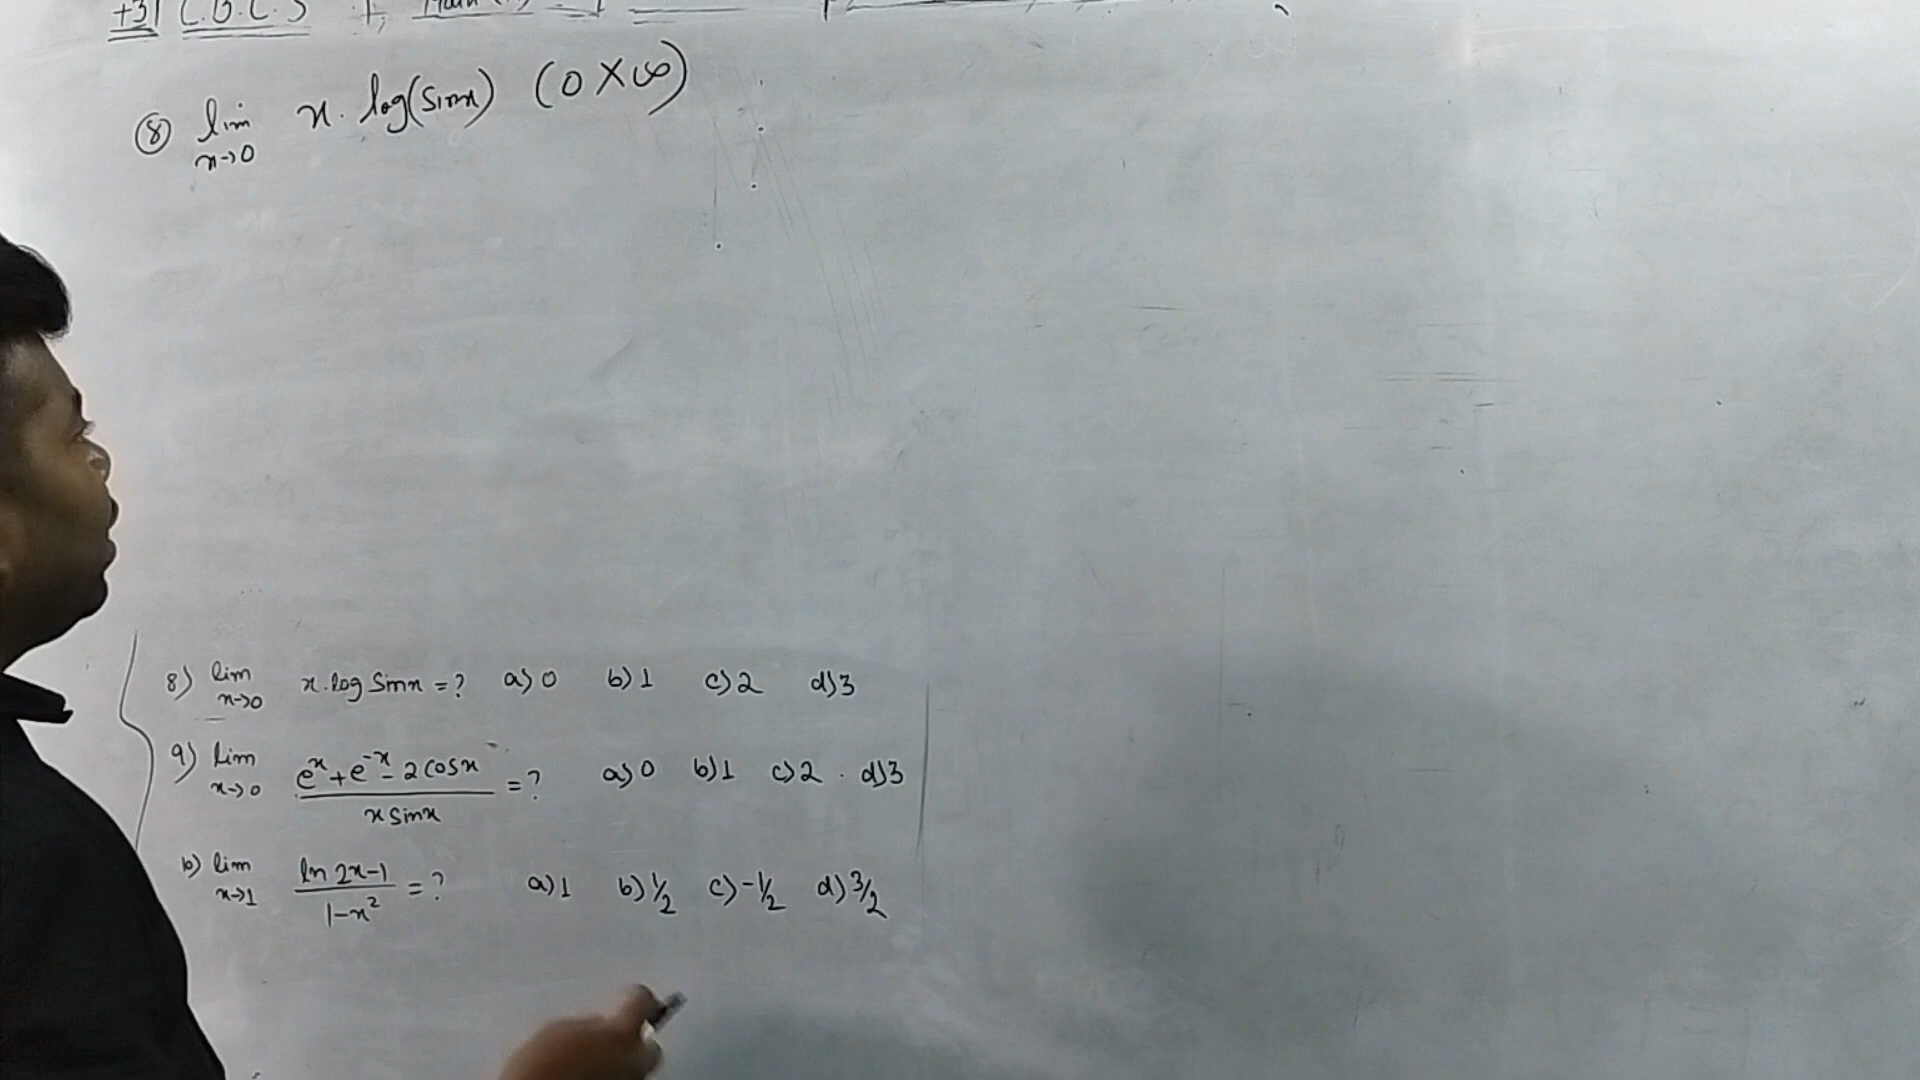 +3 C.B.C.S
⑧ lim x→0 x. log(sinx) (0×∞)
8) lim x→0 x.log sinx = ? a) 0 b) 1 c) 2 d) 3
9) lim x→0 e^x + e^-x - 2cosx / x sinx = ? a) 0 b) 1 c) 2 . d) 3
10) lim x→1 ln 2x-1 / 1-x² = ? a) 1 b) 1/2 c) -1/2 d) 3/2